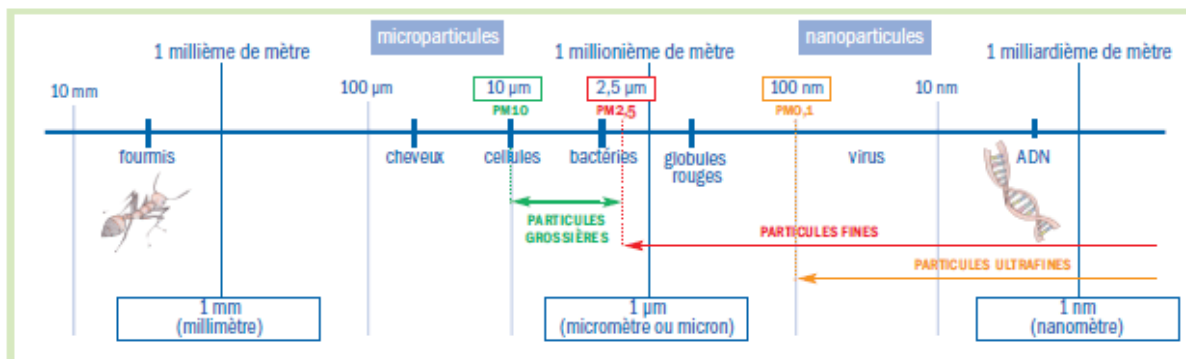 microparticules
nanoparticules
1 millième de mètre
1 millionième de mètre
1 milliardième de mètre
10 mm
100 µm
10 µm
2,5 µm
100 nm
10 nm
PM10
PM2,5
PM0,1
fourmis
cheveux
cellules
bactéries
globules
rouges
virus
ADN
PARTICULES
GROSSIÈRES
PARTICULES FINES
PARTICULES ULTRAFINES
1 mm
(millimètre)
1 µm
(micromètre ou micron)
1 nm
(nanomètre)